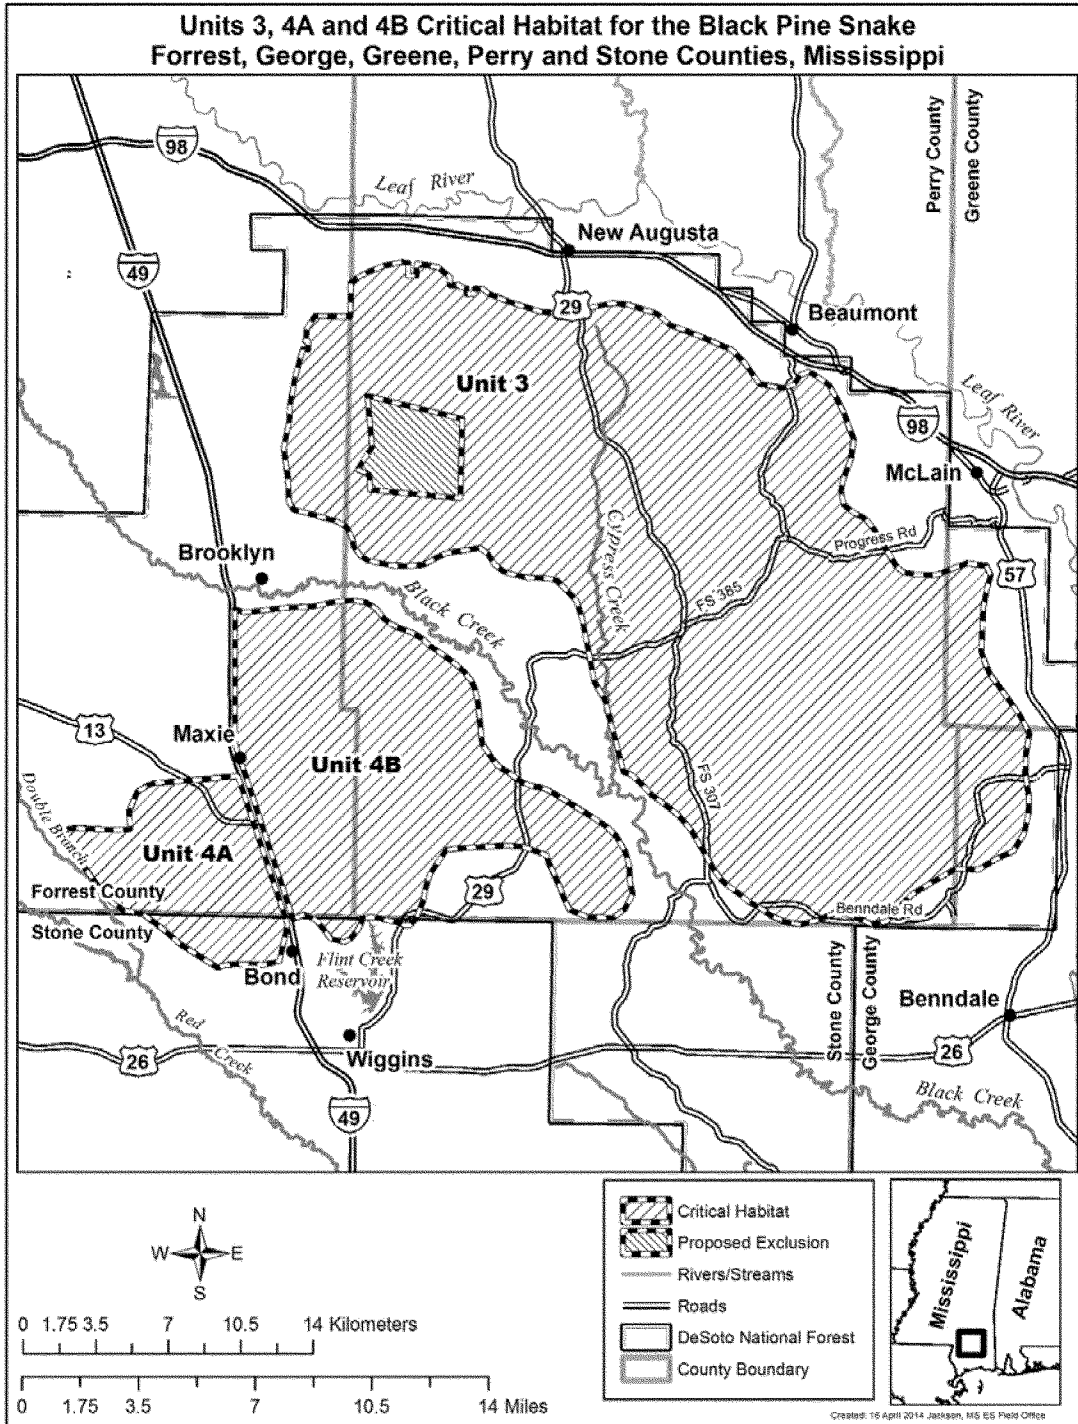 Units 3, 4A and 4B Critical Habitat for the Black Pine Snake
Forrest, George, Greene, Perry and Stone Counties, Mississippi
98
Leaf River
Perry County
Greene County
New Augusta
49
29
Beaumont
Unit 3
Leaf River
98
McLain
Cypress Creek
Progress Rd
Brooklyn
57
Black Creek
FS 385
13
Maxie
Unit 4B
FS 307
Double Branch
Unit 4A
29
Forrest County
Benndale Rd
Stone County
Flint Creek
Reservoir
Bond
Stone County
George County
Benndale
Red Creek
26
Wiggins
26
49
Black Creek
N
W
E
S
0 1.75 3.5 7 10.5 14 Kilometers
0 1.75 3.5 7 10.5 14 Miles
Critical Habitat
Proposed Exclusion
Rivers/Streams
Roads
DeSoto National Forest
County Boundary
Mississippi
Alabama
Created: 16 April 2014 Jackson, MS ES Field Office